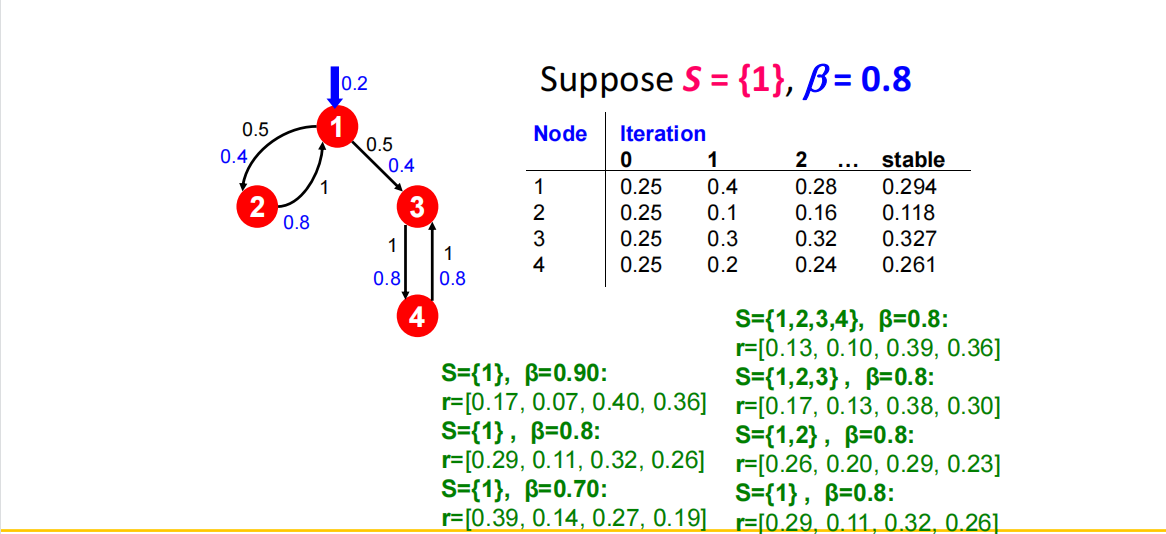 Suppose S = {1}, β = 0.8
0.2
1
0.5
0.4
0.5
0.4
1
0.8
2
3
1
0.8
1
0.8
4
Node Iteration
0 1 2 ... stable
1 0.25 0.4 0.28 0.294
2 0.25 0.1 0.16 0.118
3 0.25 0.3 0.32 0.327
4 0.25 0.2 0.24 0.261
S={1}, β=0.90:
r=[0.17, 0.07, 0.40, 0.36]
S={1} , β=0.8:
r=[0.29, 0.11, 0.32, 0.26]
S={1}, β=0.70:
r=[0.39, 0.14, 0.27, 0.19]
S={1,2,3,4}, β=0.8:
r=[0.13, 0.10, 0.39, 0.36]
S={1,2,3} , β=0.8:
r=[0.17, 0.13, 0.38, 0.30]
S={1,2} , β=0.8:
r=[0.26, 0.20, 0.29, 0.23]
S={1} , β=0.8:
r=[0.29, 0.11, 0.32, 0.26]